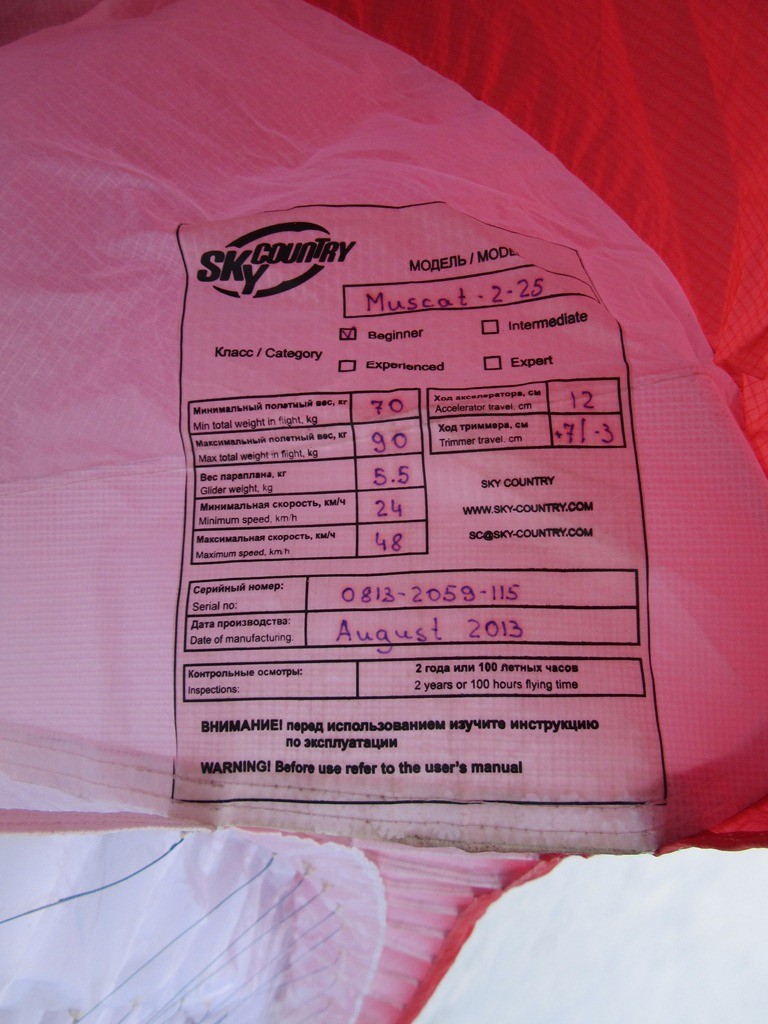 SKY COUNTRY
МОДЕЛЬ / MODE
Muscat-2-25
Класс / Category
Beginner
Intermediate
Experienced
Expert
Минимальный полетный вес, кг
Min total weight in flight, kg
70
Максимальный полетный вес, кг
Max total weight in flight, kg
90
Вес параплана, кг
Glider weight, kg
5.5
Минимальная скорость, км/ч
Minimum speed, km/h
24
Максимальная скорость, км/ч
Maximum speed, km/h
48
Ход акселератора, см
Accelerator travel, cm
12
Ход триммера, см
Trimmer travel, cm
+7/-3
SKY COUNTRY
WWW.SKY-COUNTRY.COM
SC@SKY-COUNTRY.COM
Серийный номер:
Serial no:
0813-2059-115
Дата производства:
Date of manufacturing:
August 2013
Контрольные осмотры:
Inspections:
2 года или 100 летных часов
2 years or 100 hours flying time
ВНИМАНИЕ! перед использованием изучите инструкцию
по эксплуатации
WARNING! Before use refer to the user's manual